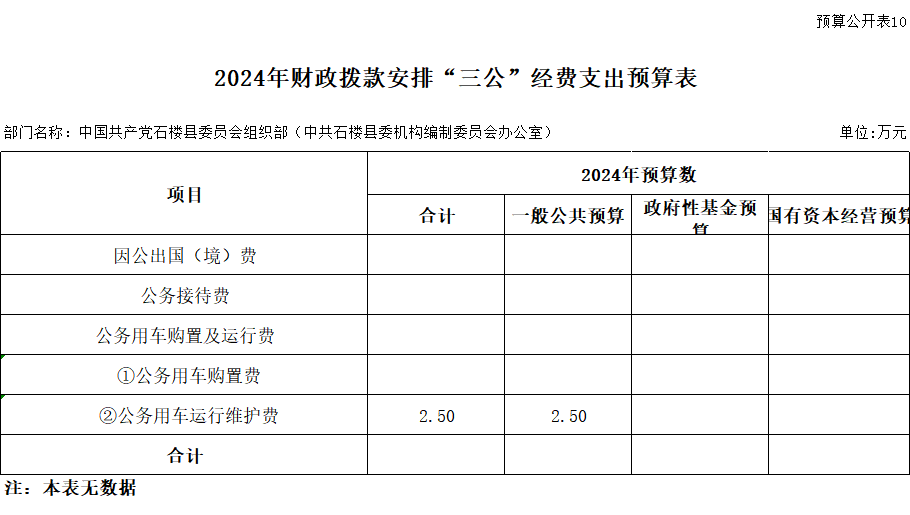 预算公开表10
2024年财政拨款安排“三公”经费支出预算表
部门名称：中国共产党石楼县委员会组织部（中共石楼县委机构编制委员会办公室） 单位:万元
项目 2024年预算数
合计 一般公共预算 政府性基金预算 国有资本经营预算
因公出国（境）费
公务接待费
公务用车购置及运行费
①公务用车购置费
②公务用车运行维护费 2.50 2.50
合计
注：本表无数据